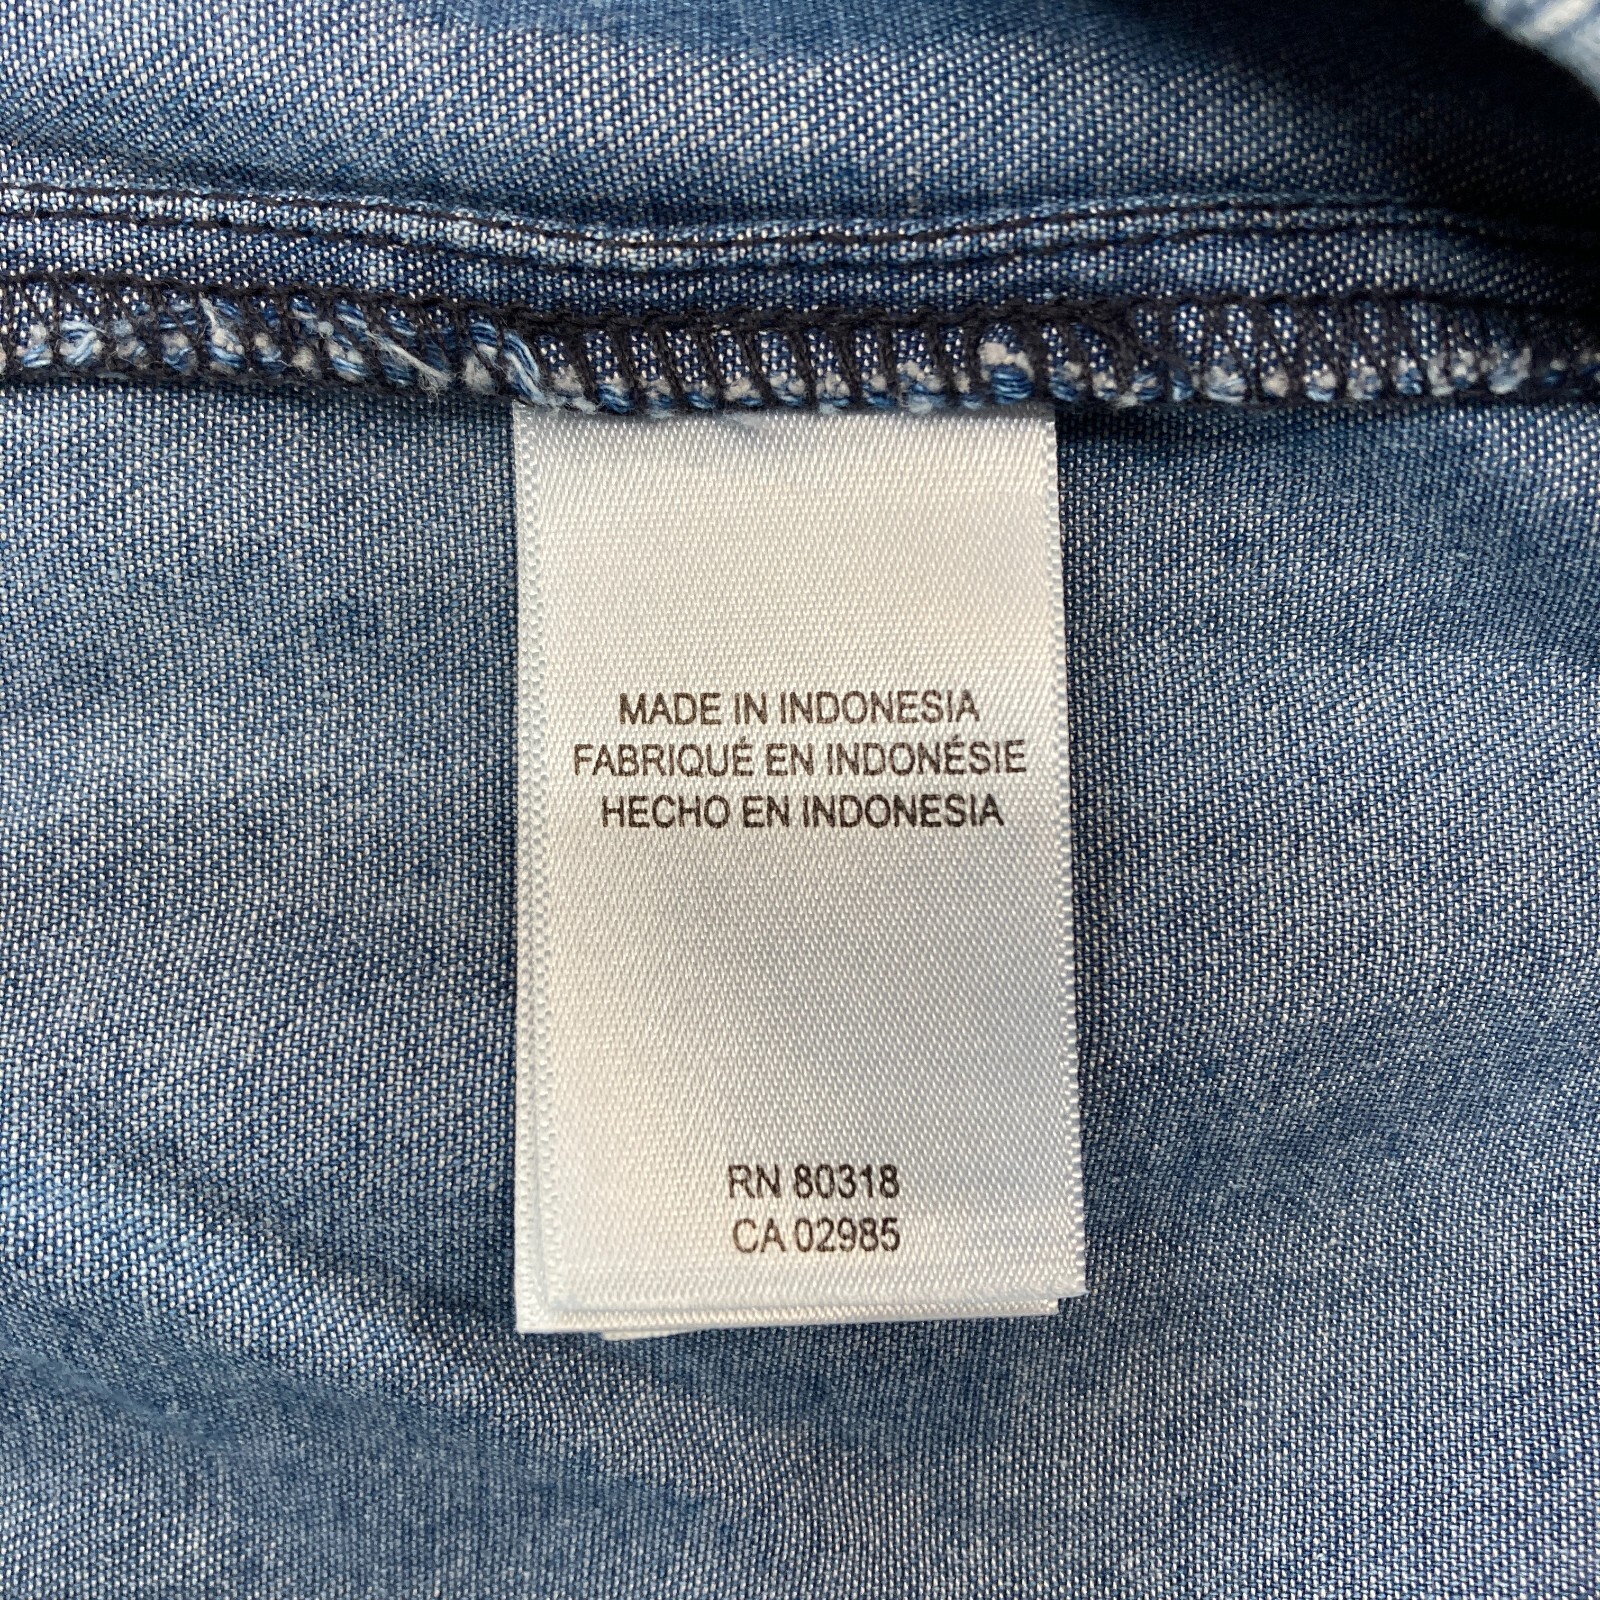 MADE IN INDONESIA
FABRIQUÉ EN INDONÉSIE
HECHO EN INDONESIA
RN 80318
CA 02985